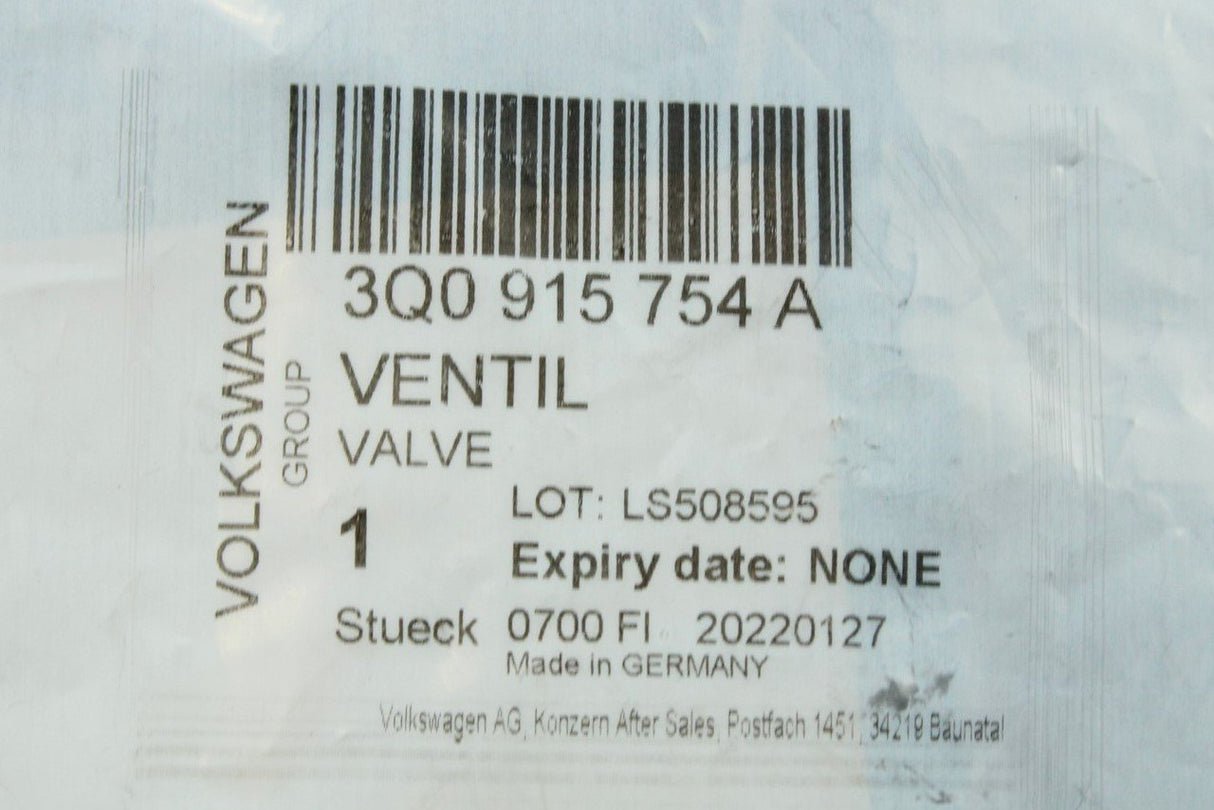 VOLKSWAGEN
GROUP
3Q0 915 754 A
VENTIL
VALVE
1
LOT: LS508595
Expiry date: NONE
Stueck 0700 FI 20220127
Made in GERMANY
Volkswagen AG, Konzern After Sales, Postfach 1451, 34219 Baunatal